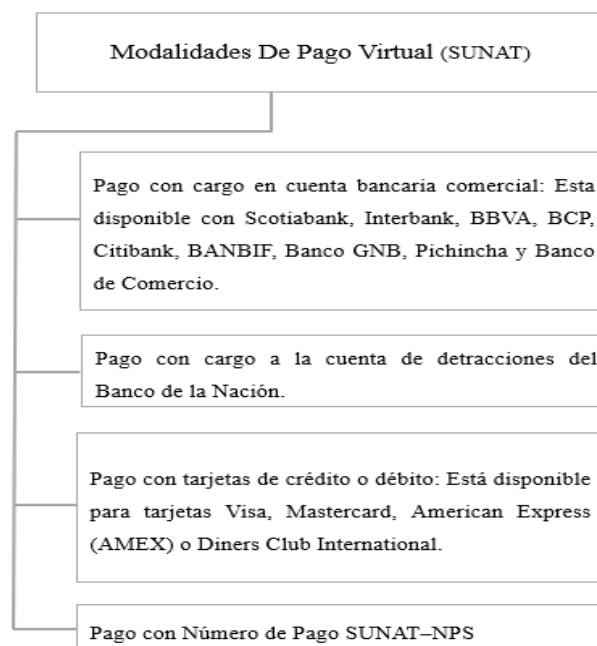 Modalidades De Pago Virtual (SUNAT)
Pago con cargo en cuenta bancaria comercial: Esta
disponible con Scotiabank, Interbank, BBVA, BCP,
Citibank, BANBIF, Banco GNB, Pichincha y Banco
de Comercio.
Pago con cargo a la cuenta de detracciones del
Banco de la Nación.
Pago con tarjetas de crédito o débito: Está disponible
para tarjetas Visa, Mastercard, American Express
(AMEX) o Diners Club International.
Pago con Número de Pago SUNAT–NPS